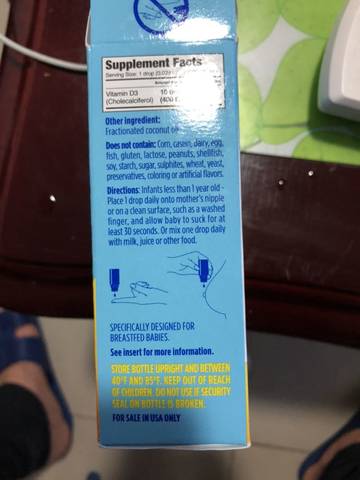 Supplement Facts
Serving Size: 1 drop
Vitamin D3 10
(Cholecalciferol) (400
Other ingredient:
Fractionated coconut
Does not contain: Corn, casein, dairy, egg,
fish, gluten, lactose, peanuts, shellfish,
soy, starch, sugar, sulphites, wheat, yeast,
preservatives, coloring or artificial flavors.
Directions: Infants less than 1 year old -
Place 1 drop daily onto mother's nipple
or on a clean surface, such as a washed
finger, and allow baby to suck for at
least 30 seconds. Or mix one drop daily
with milk, juice or other food.
SPECIFICALLY DESIGNED FOR
BREASTFED BABIES.
See insert for more information.
STORE BOTTLE UPRIGHT AND BETWEEN
40°F AND 85°F. KEEP OUT OF REACH
OF CHILDREN. DO NOT USE IF SECURITY
SEAL ON BOTTLE IS BROKEN.
FOR SALE IN USA ONLY